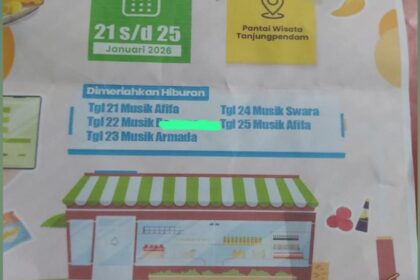 21 s/d 25
Januari 2026
Pantai Wisata
Tanjungpendam
Dimeriahkan Hiburan
Tgl 21 Musik Afifa
Tgl 22 Musik
Tgl 23 Musik Armada
Tgl 24 Musik Swara
Tgl 25 Musik Afifa